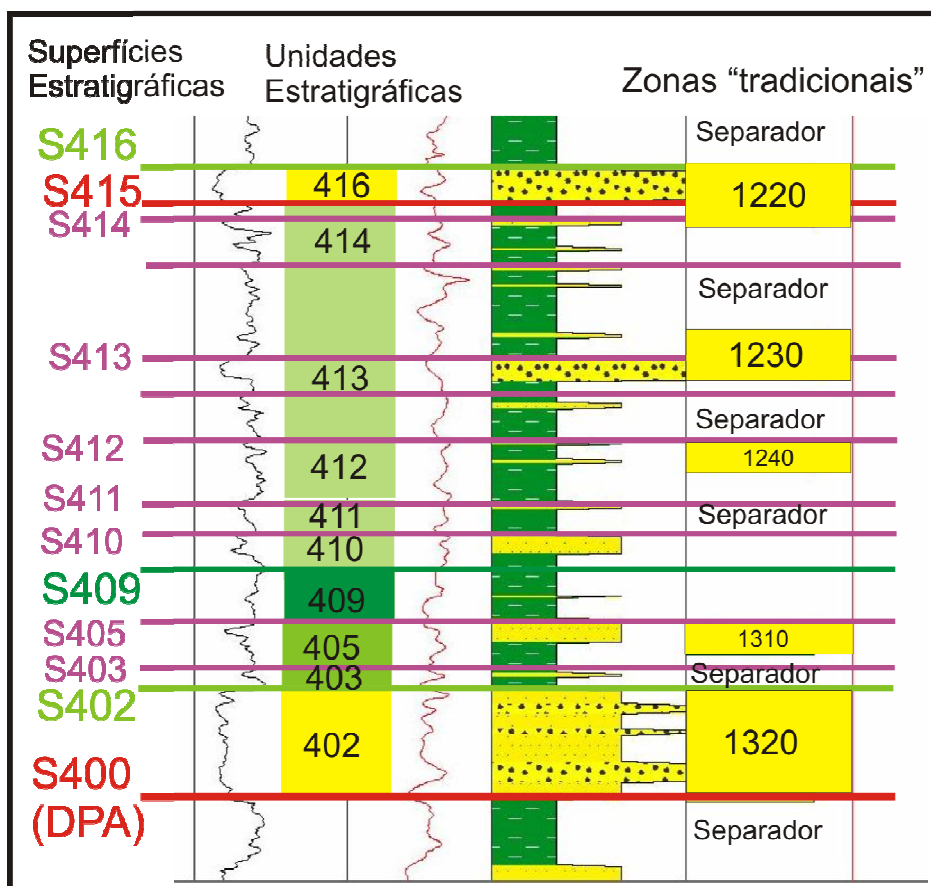 Superfícies
Estratigráficas
Unidades
Estratigráficas
Zonas “tradicionais”
S416
S415
S414
S413
S412
S411
S410
S409
S405
S403
S402
S400
(DPA)
416
414
413
412
411
410
409
405
403
402
Separador
1220
Separador
1230
Separador
1240
Separador
1310
Separador
1320
Separador